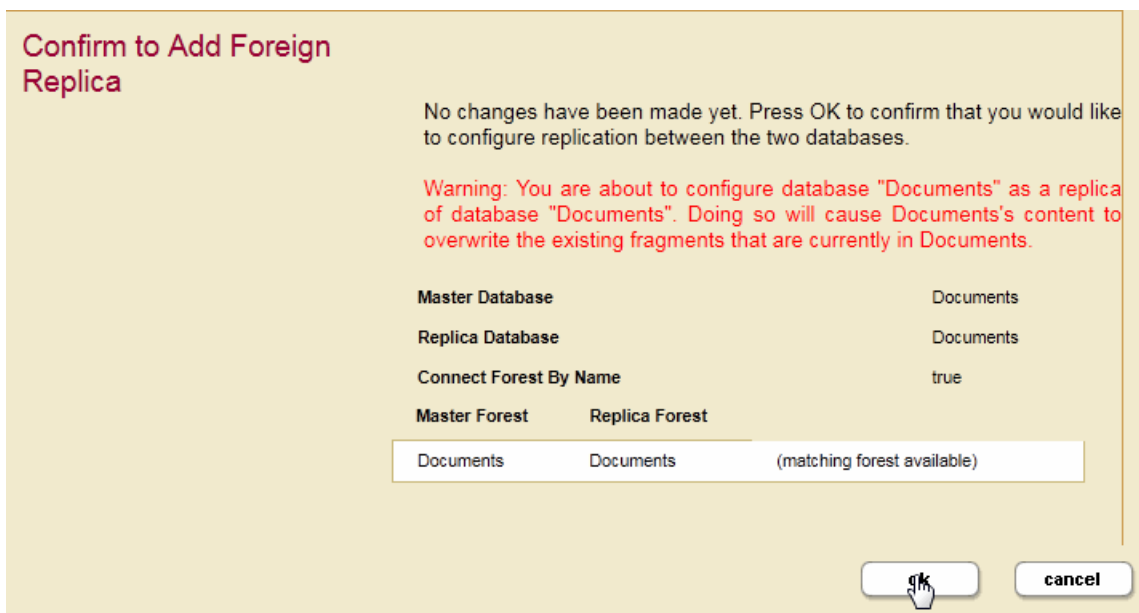 Confirm to Add Foreign
Replica
No changes have been made yet. Press OK to confirm that you would like
to configure replication between the two databases.
Warning: You are about to configure database "Documents" as a replica
of database "Documents". Doing so will cause Documents's content to
overwrite the existing fragments that are currently in Documents.
Master Database Documents
Replica Database Documents
Connect Forest By Name true
Master Forest Replica Forest
Documents Documents (matching forest available)
ok cancel